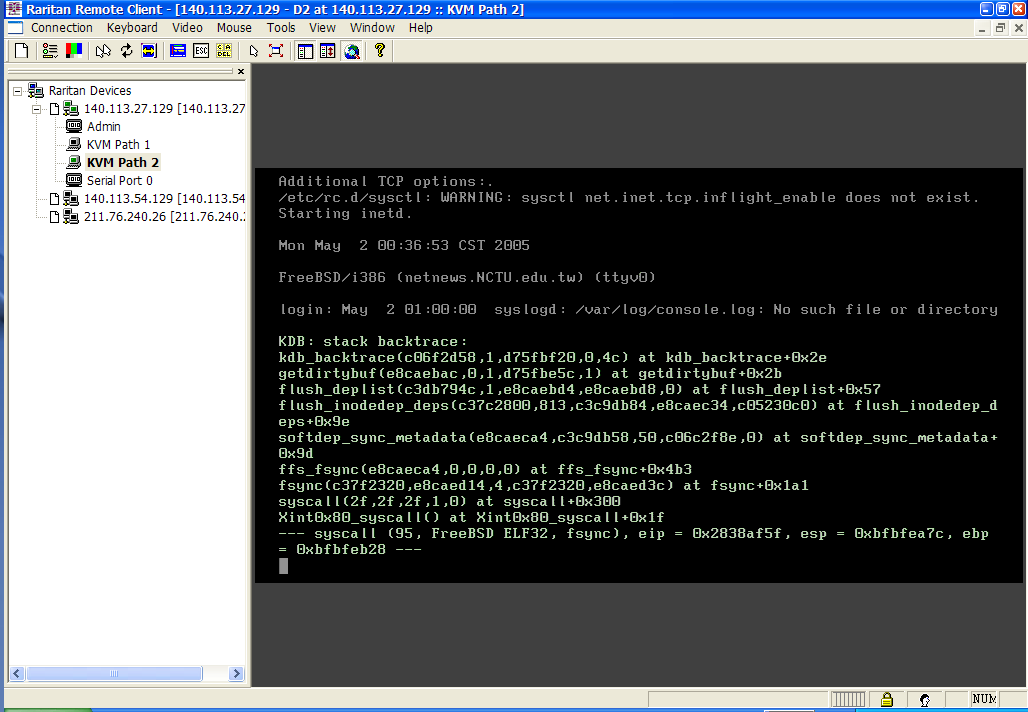 Raritan Remote Client - [140.113.27.129 - D2 at 140.113.27.129 :: KVM Path 2]
Connection Keyboard Video Mouse Tools View Window Help
ESC
Raritan Devices
140.113.27.129 [140.113.27
Admin
KVM Path 1
KVM Path 2
Serial Port 0
140.113.54.129 [140.113.54.
211.76.240.26 [211.76.240.
Additional TCP options:.
/etc/rc.d/sysctl: WARNING: sysctl net.inet.tcp.inflight_enable does not exist.
Starting inetd.
Mon May  2 00:36:53 CST 2005
FreeBSD/i386 (netnews.NCTU.edu.tw) (ttyv0)
login: May  2 01:00:00  syslogd: /var/log/console.log: No such file or directory
KDB: stack backtrace:
kdb_backtrace(c06f2d58,1,d75fbf20,0,4c) at kdb_backtrace+0x2e
getdirtybuf(e8caebac,0,1,d75fbe5c,1) at getdirtybuf+0x2b
flush_deplist(c3db794c,1,e8caebd4,e8caebd8,0) at flush_deplist+0x57
flush_inodedep_deps(c37c2800,813,c3c9db84,e8caec34,c05230c0) at flush_inodedep_d
eps+0x9e
softdep_sync_metadata(e8caeca4,c3c9db58,50,c06c2f8e,0) at softdep_sync_metadata+
0x9d
ffs_fsync(e8caeca4,0,0,0,0) at ffs_fsync+0x4b3
fsync(c37f2320,e8caed14,4,c37f2320,e8caed3c) at fsync+0x1a1
syscall(2f,2f,2f,1,0) at syscall+0x300
Xint0x80_syscall() at Xint0x80_syscall+0x1f
--- syscall (95, FreeBSD ELF32, fsync), eip = 0x2838af5f, esp = 0xbfbfea7c, ebp
= 0xbfbfeb28 ---
NUM